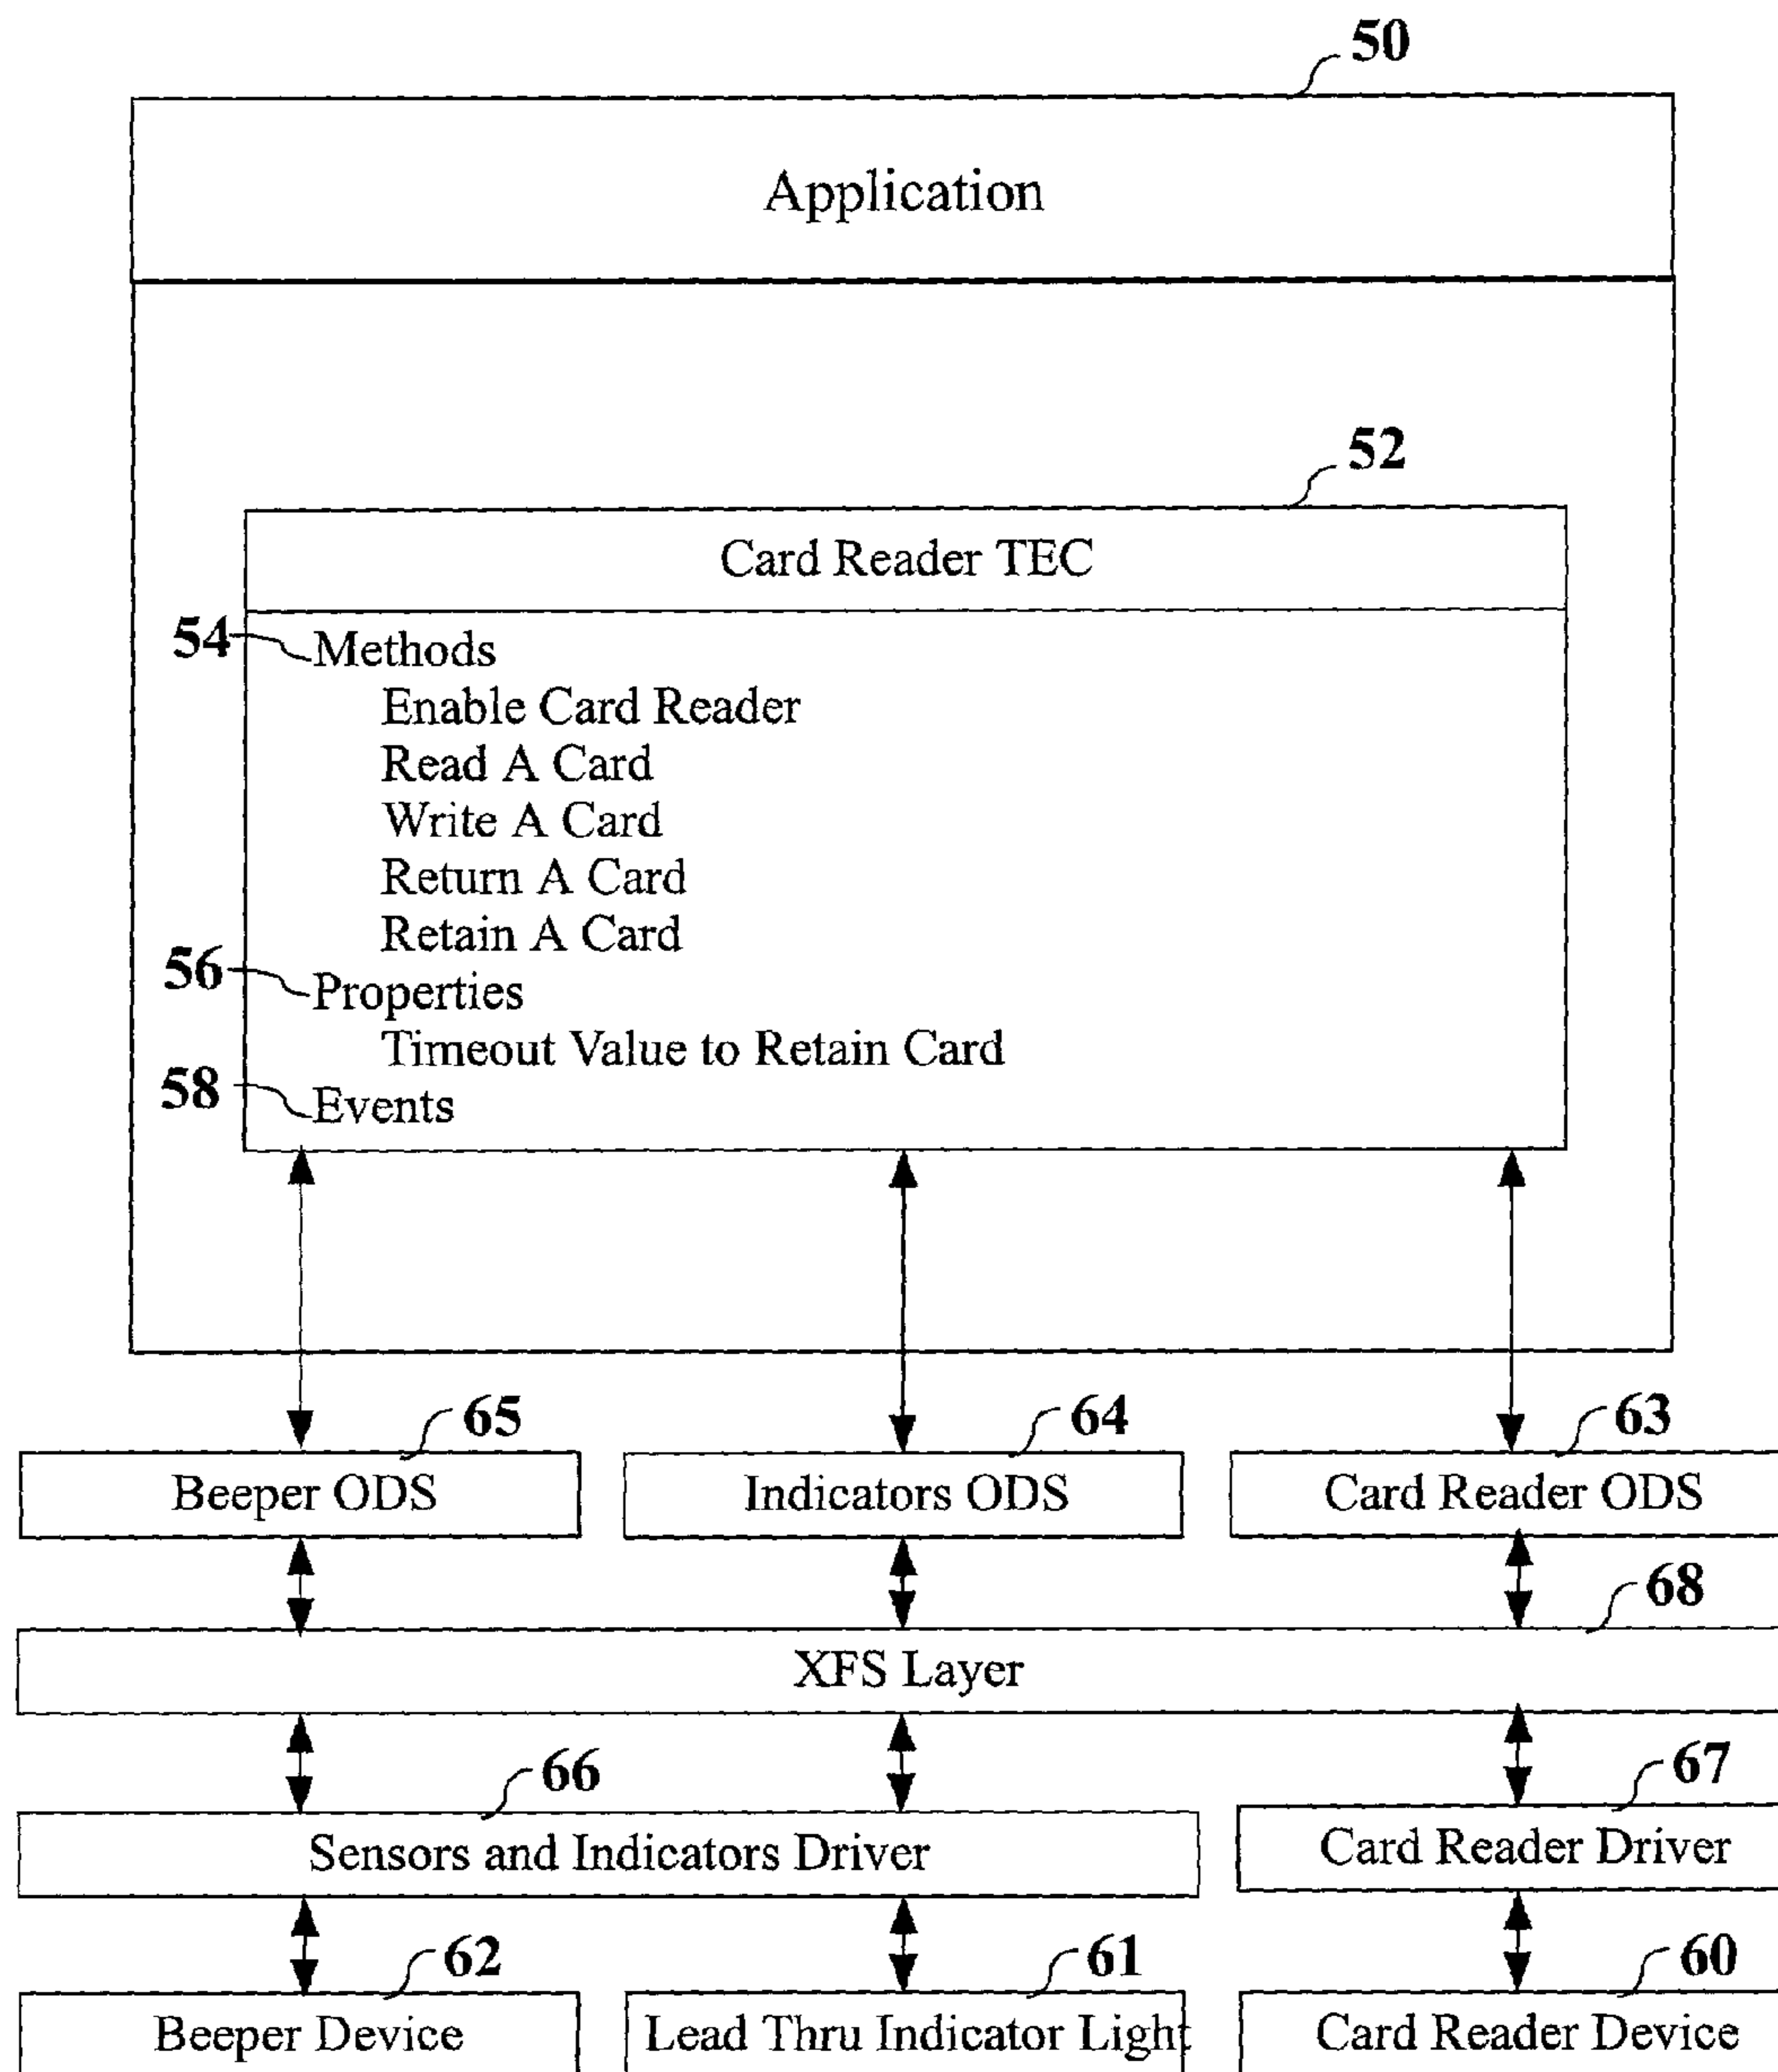 50
Application
52
Card Reader TEC
54 Methods
Enable Card Reader
Read A Card
Write A Card
Return A Card
Retain A Card
56 Properties
Timeout Value to Retain Card
58 Events
65 64 63
Beeper ODS Indicators ODS Card Reader ODS
68
XFS Layer
66 67
Sensors and Indicators Driver Card Reader Driver
62 61 60
Beeper Device Lead Thru Indicator Light Card Reader Device